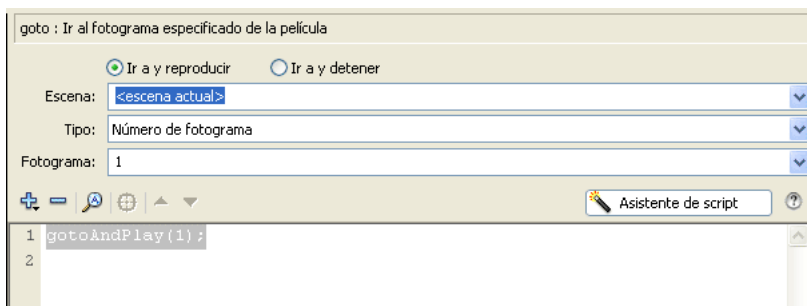 goto : Ir al fotograma especificado de la película
Ir a y reproducir Ir a y detener
Escena: <escena actual>
Tipo: Número de fotograma
Fotograma: 1
Asistente de script
1 gotoAndPlay(1);
2